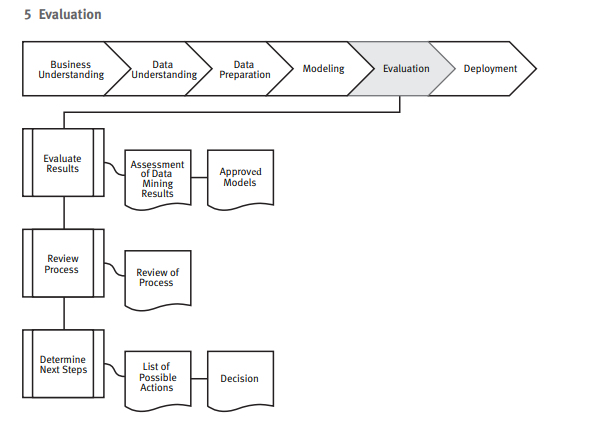 5 Evaluation
Business
Understanding
Data
Understanding
Data
Preparation
Modeling
Evaluation
Deployment
Evaluate
Results
Assessment
of Data
Mining
Results
Approved
Models
Review
Process
Review of
Process
Determine
Next Steps
List of
Possible
Actions
Decision